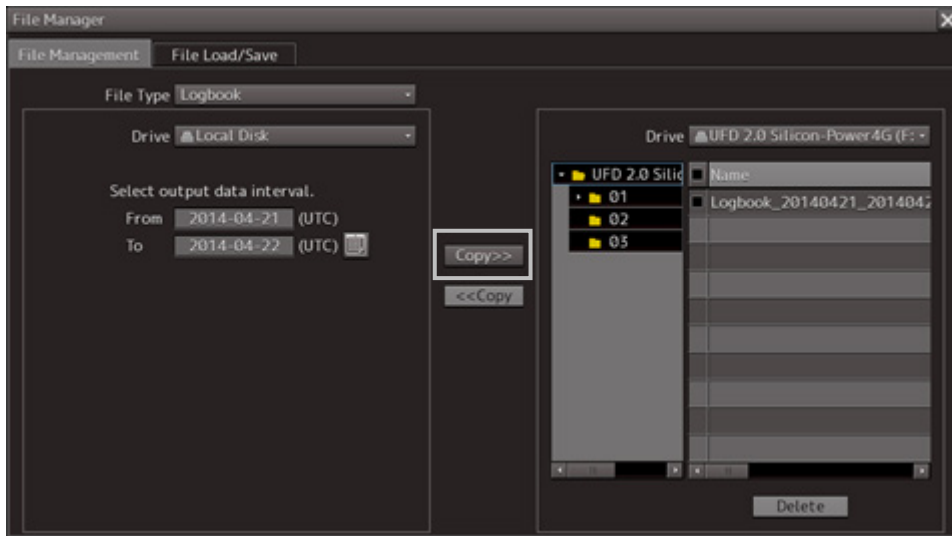 File Manager
File Management File Load/Save
File Type Logbook
Drive Local Disk
Select output data interval.
From 2014-04-21 (UTC)
To 2014-04-22 (UTC)
Copy>>
<<Copy
Drive UFD 2.0 Silicon-Power4G (F:
UFD 2.0 Silic
01
02
03
Name
Logbook_20140421_2014042
Delete